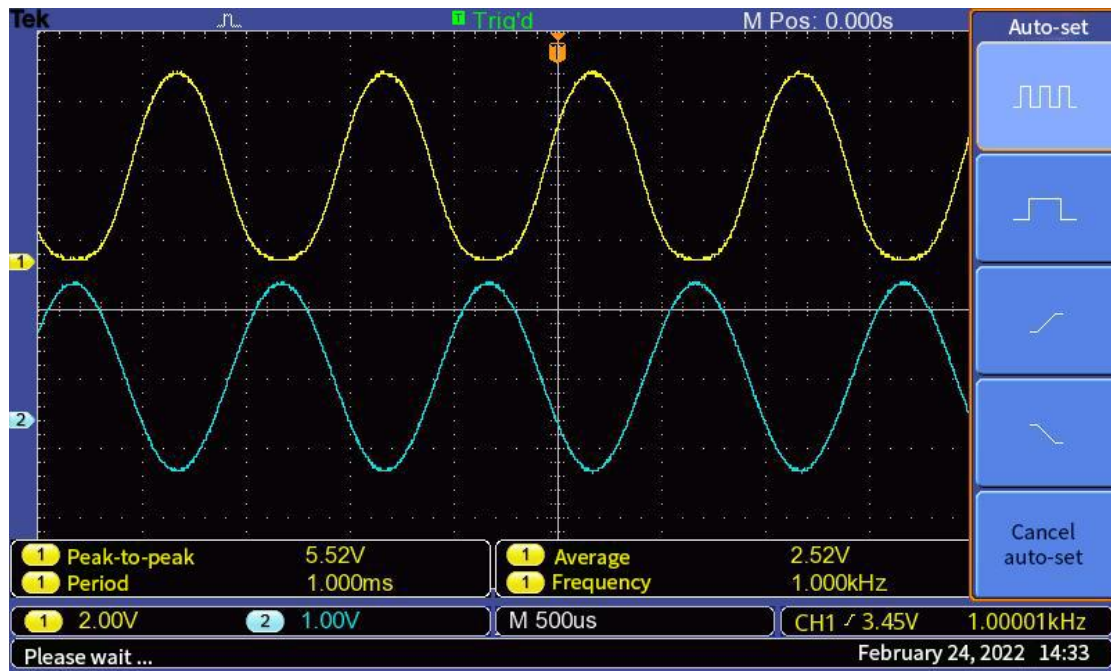 Tek T Trig'd M Pos: 0.000s
Auto-set
T
1
2
Cancel
auto-set
1 Peak-to-peak 5.52V 1 Average 2.52V
1 Period 1.000ms 1 Frequency 1.000kHz
1 2.00V 2 1.00V M 500us CH1 3.45V 1.00001kHz
Please wait ... February 24, 2022 14:33